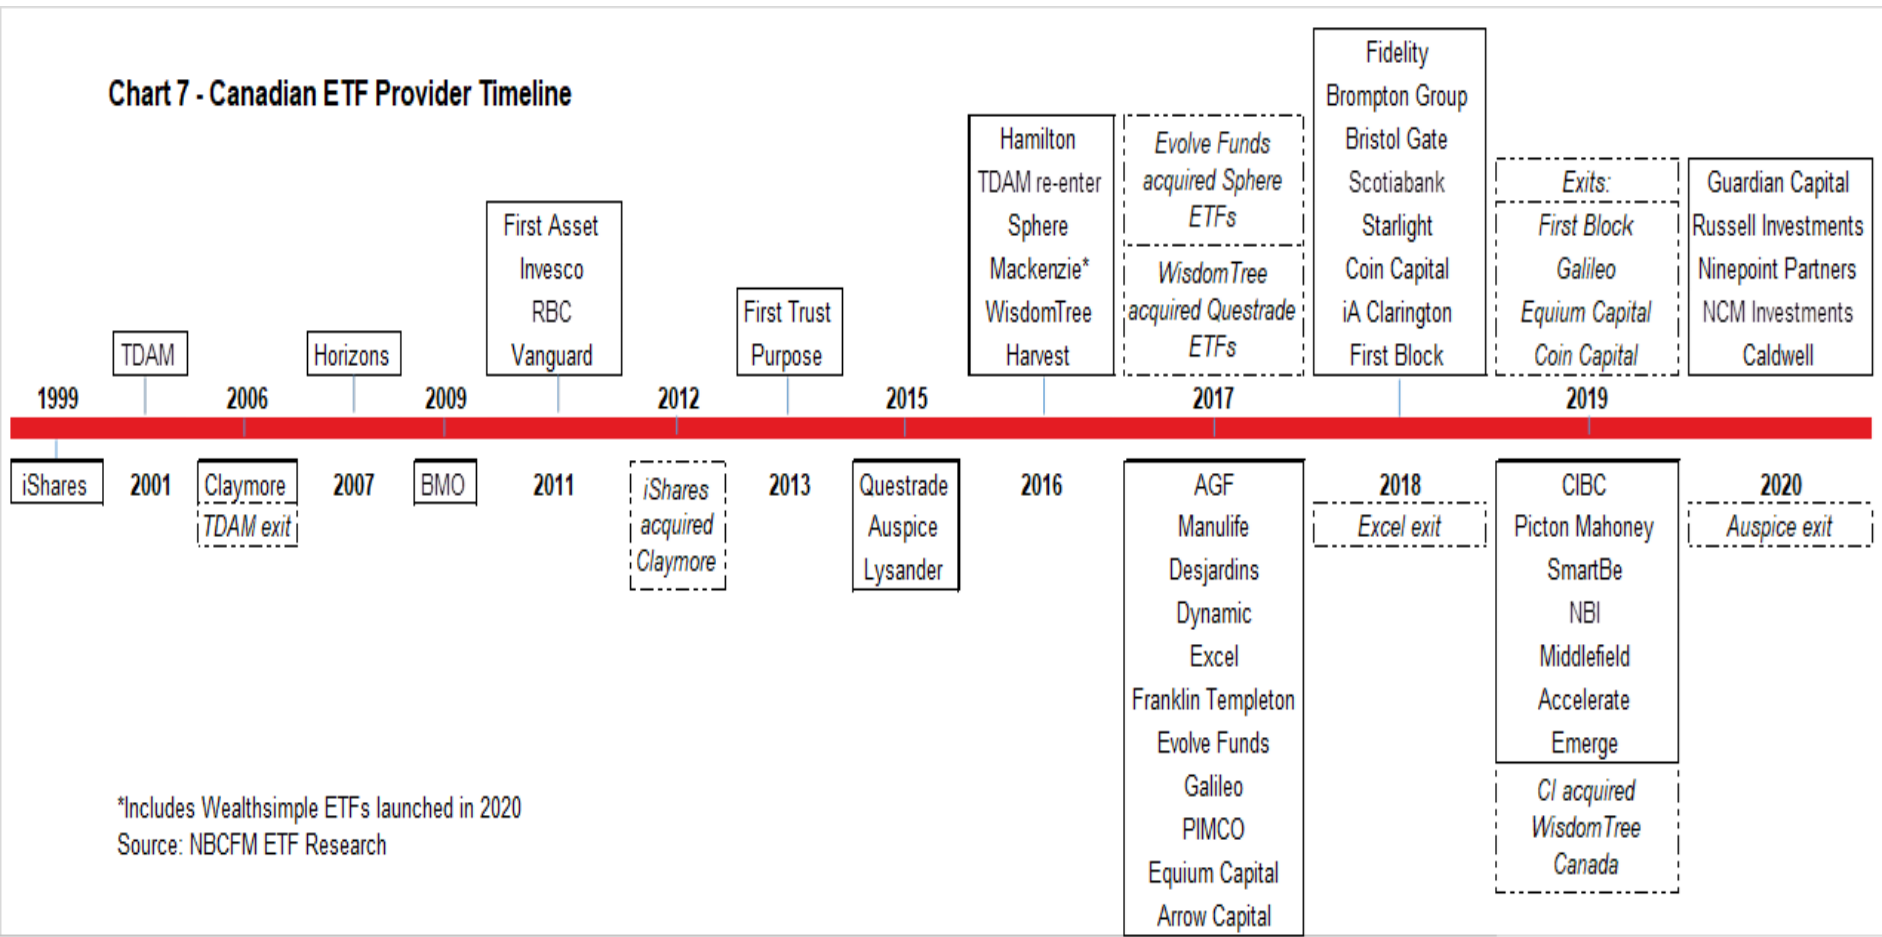 Chart 7 - Canadian ETF Provider Timeline
1999
iShares
TDAM
2001
2006
Claymore
TDAM exit
Horizons
2007
2009
BMO
First Asset
Invesco
RBC
Vanguard
2011
2012
iShares
acquired
Claymore
First Trust
Purpose
2013
2015
Questrade
Auspice
Lysander
Hamilton
TDAM re-enter
Sphere
Mackenzie*
WisdomTree
Harvest
2016
Evolve Funds
acquired Sphere
ETFs
WisdomTree
acquired Questrade
ETFs
2017
AGF
Manulife
Desjardins
Dynamic
Excel
Franklin Templeton
Evolve Funds
Galileo
PIMCO
Equium Capital
Arrow Capital
Fidelity
Brompton Group
Bristol Gate
Scotiabank
Starlight
Coin Capital
iA Clarington
First Block
2018
Excel exit
Exits:
First Block
Galileo
Equium Capital
Coin Capital
2019
CIBC
Picton Mahoney
SmartBe
NBI
Middlefield
Accelerate
Emerge
CI acquired
WisdomTree
Canada
Guardian Capital
Russell Investments
Ninepoint Partners
NCM Investments
Caldwell
2020
Auspice exit
*Includes Wealthsimple ETFs launched in 2020
Source: NBCFM ETF Research